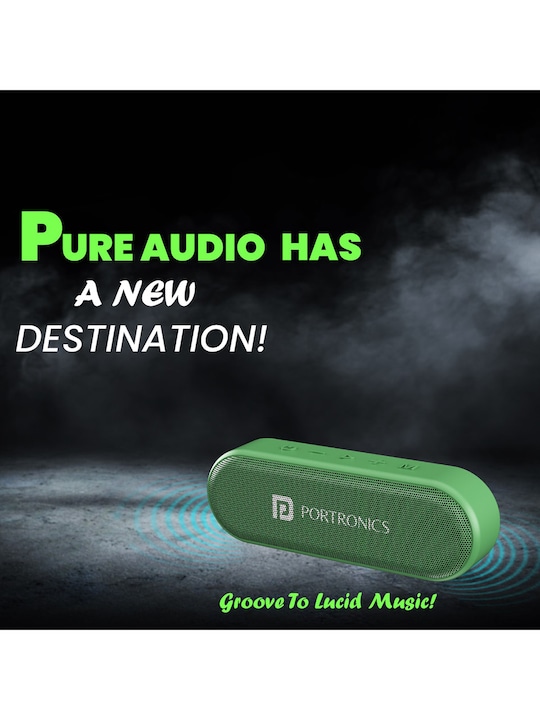 PURE AUDIO HAS
A NEW
DESTINATION!
PORTRONICS
Groove To Lucid Music!